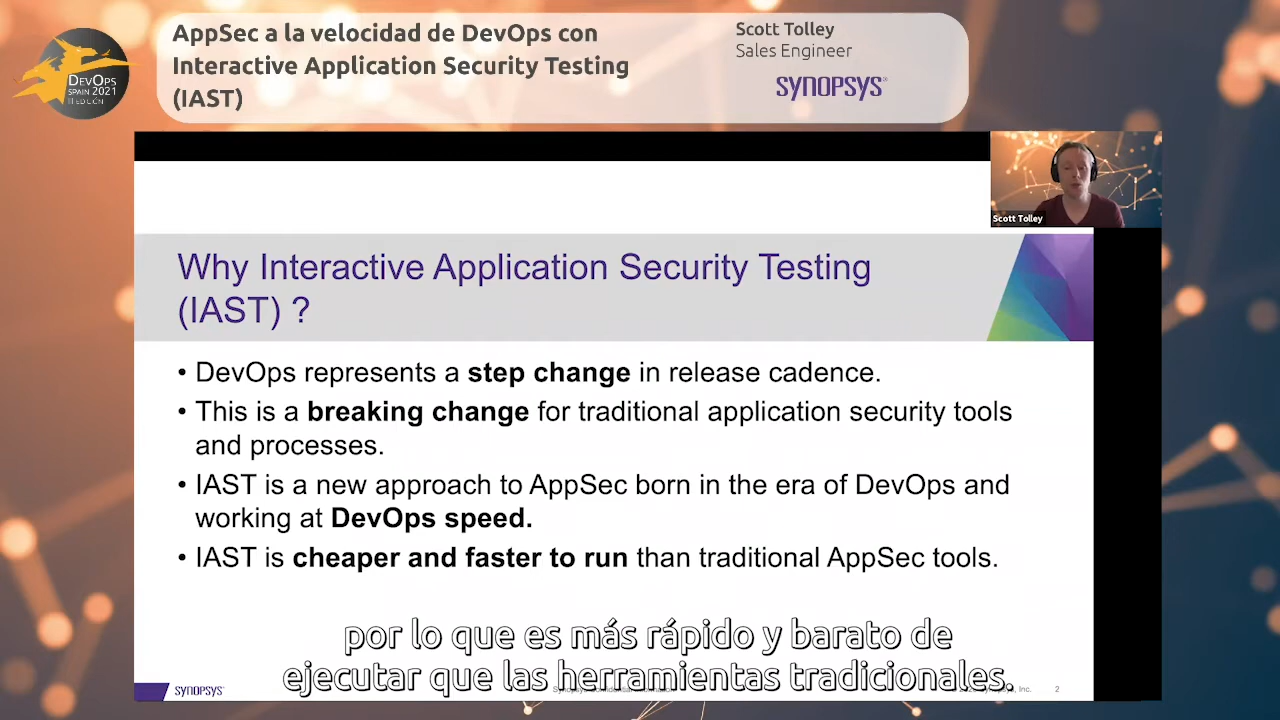 AppSec a la velocidad de DevOps con
Interactive Application Security Testing
(IAST)
Scott Tolley
Sales Engineer
SYNOPSYS®
DEVOPS
SPAIN 2021
III EDICIÓN
Scott Tolley
Why Interactive Application Security Testing
(IAST) ?
• DevOps represents a step change in release cadence.
• This is a breaking change for traditional application security tools
and processes.
• IAST is a new approach to AppSec born in the era of DevOps and
working at DevOps speed.
• IAST is cheaper and faster to run than traditional AppSec tools.
por lo que es más rápido y barato de
ejecutar que las herramientas tradicionales.
SYNOPSYS®
Synopsys, Inc.
2